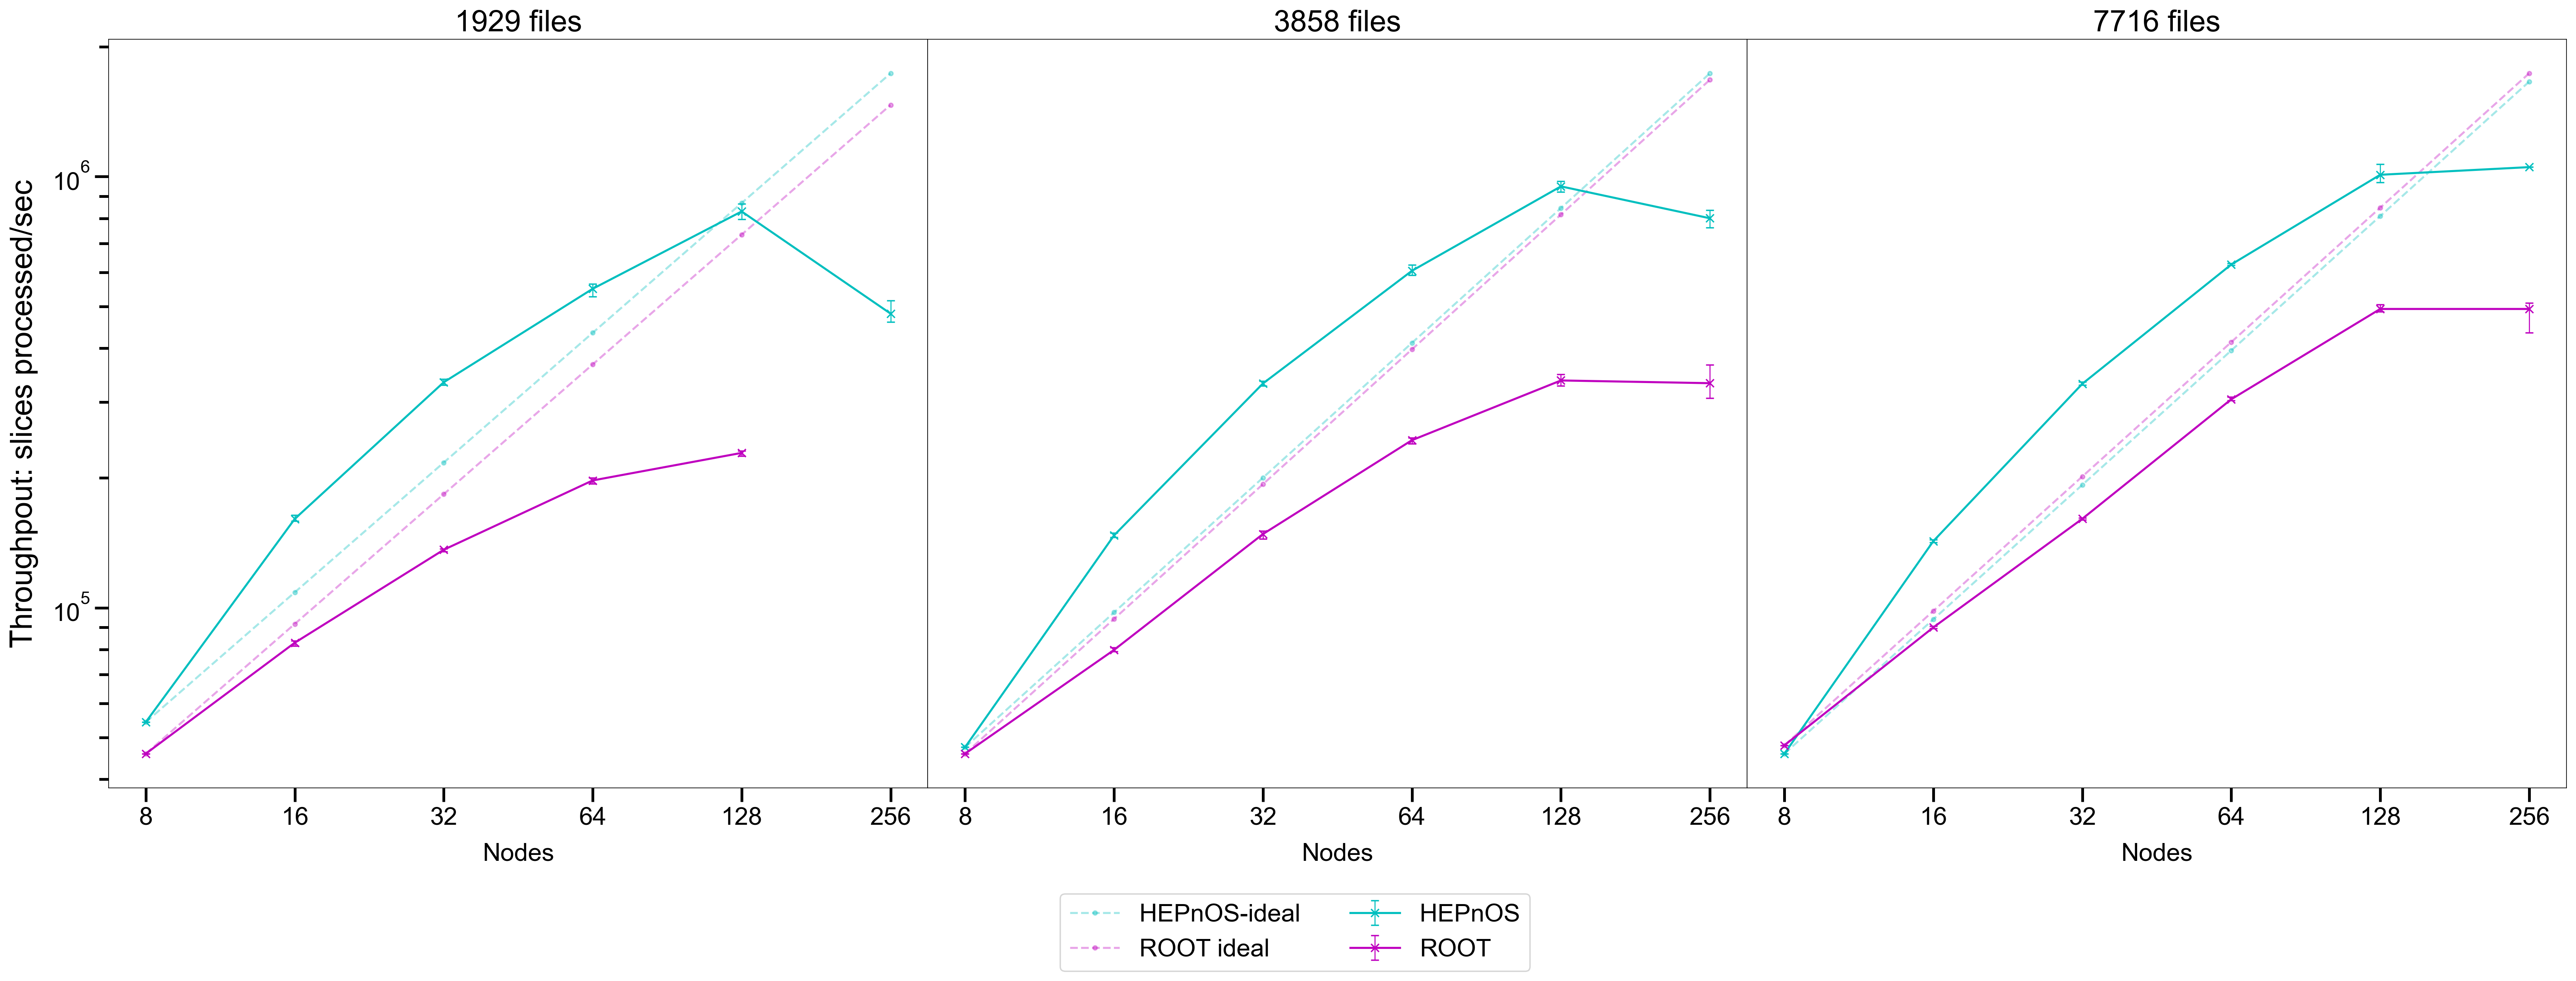 1929 files
3858 files
7716 files
Throughput: slices processed/sec
10^6
10^5
8 16 32 64 128 256
8 16 32 64 128 256
8 16 32 64 128 256
Nodes
Nodes
Nodes
HEPnOS-ideal
ROOT ideal
HEPnOS
ROOT